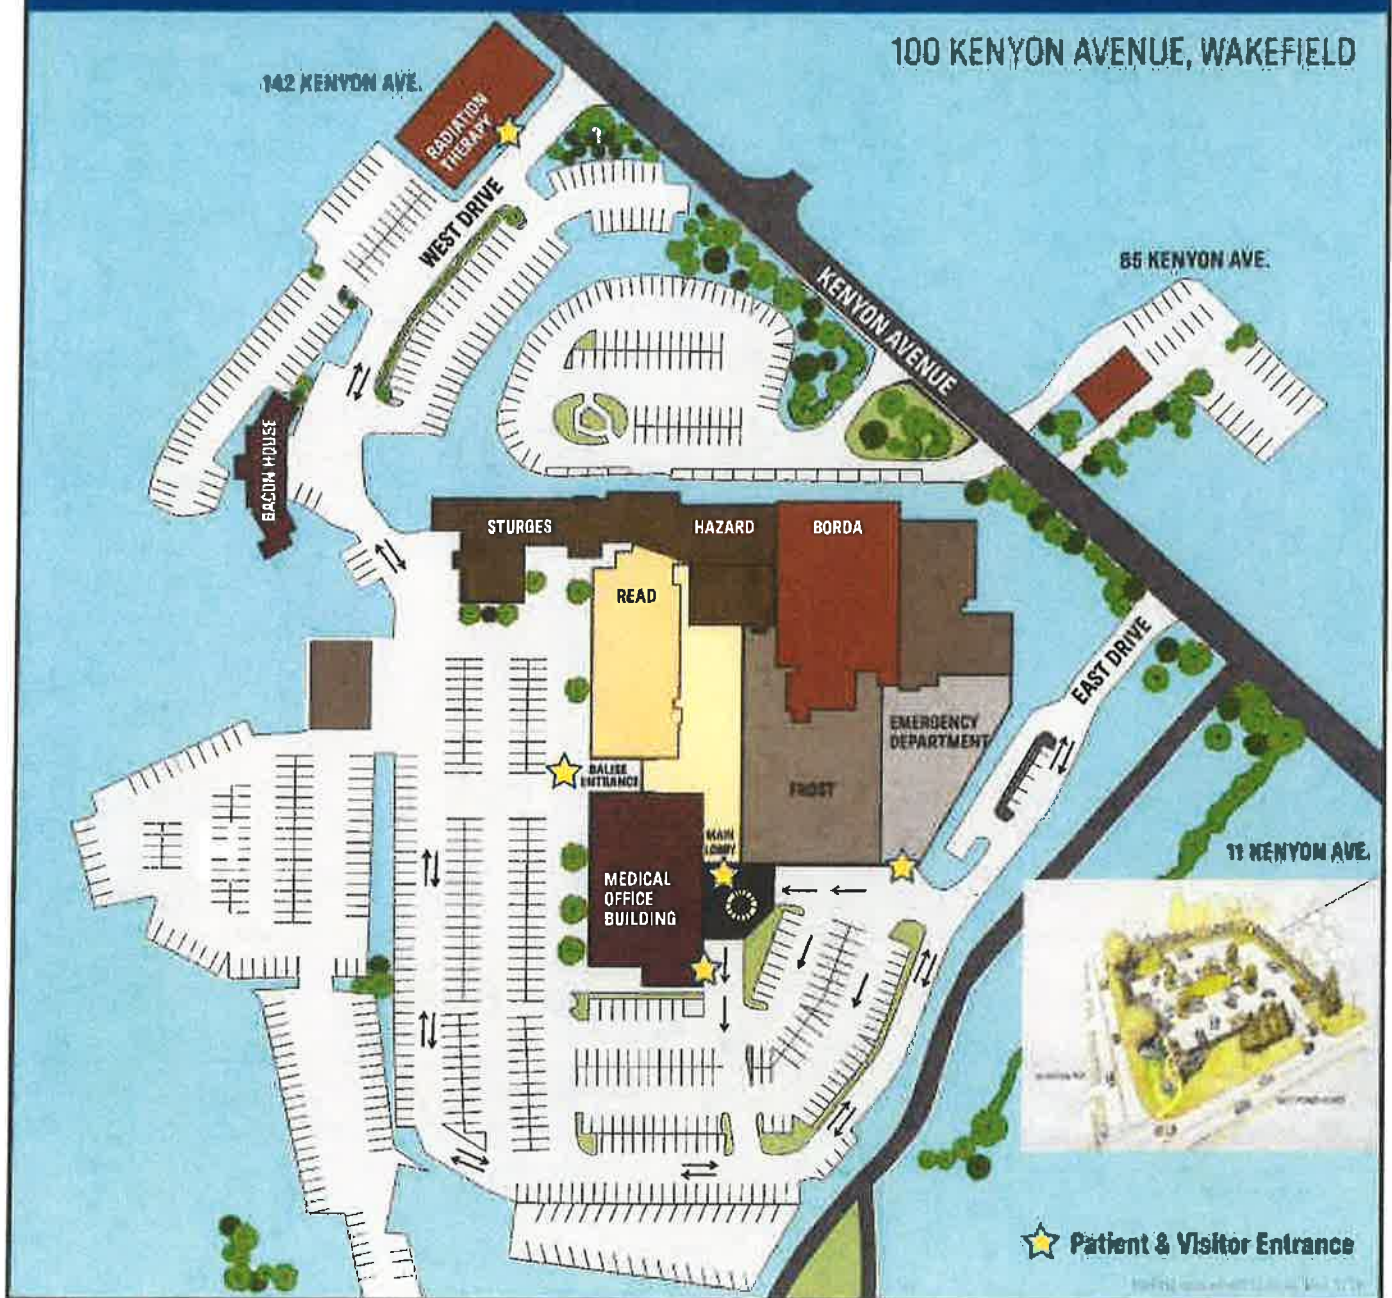 100 KENYON AVENUE, WAKEFIELD
142 KENYON AVE.
RADIATION
THERAPY
WEST DRIVE
KENYON AVENUE
65 KENYON AVE.
BACON HOUSE
STURGES
HAZARD
BORDA
READ
EAST DRIVE
EMERGENCY
DEPARTMENT
BALISE
ENTRANCE
FROST
MAIN
LOBBY
11 KENYON AVE.
MEDICAL
OFFICE
BUILDING
Patient & Visitor Entrance